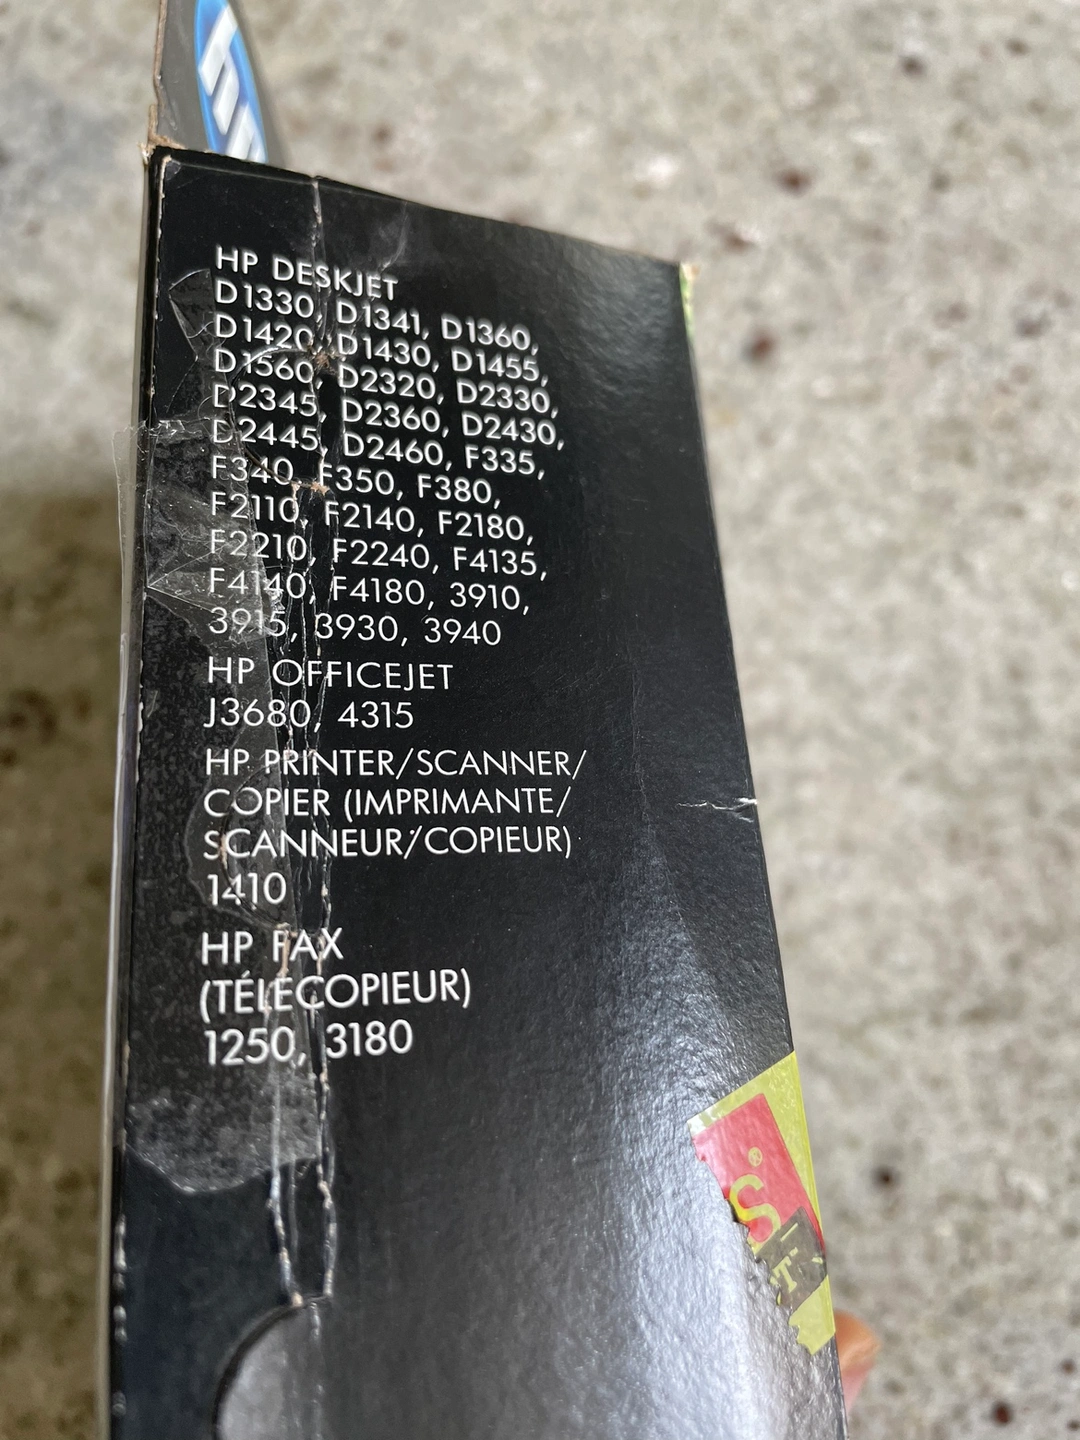 hp
HP DESKJET
D1330, D1341, D1360,
D1420, D1430, D1455,
D1560, D2320, D2330,
D2345, D2360, D2430,
D2445, D2460, F335,
F340, F350, F380,
F2110, F2140, F2180,
F2210, F2240, F4135,
F4140, F4180, 3910,
3915, 3930, 3940
HP OFFICEJET
J3680, 4315
HP PRINTER/SCANNER/
COPIER (IMPRIMANTE/
SCANNEUR/COPIEUR)
1410
HP FAX
(TÉLÉCOPIEUR)
1250, 3180
S®
T